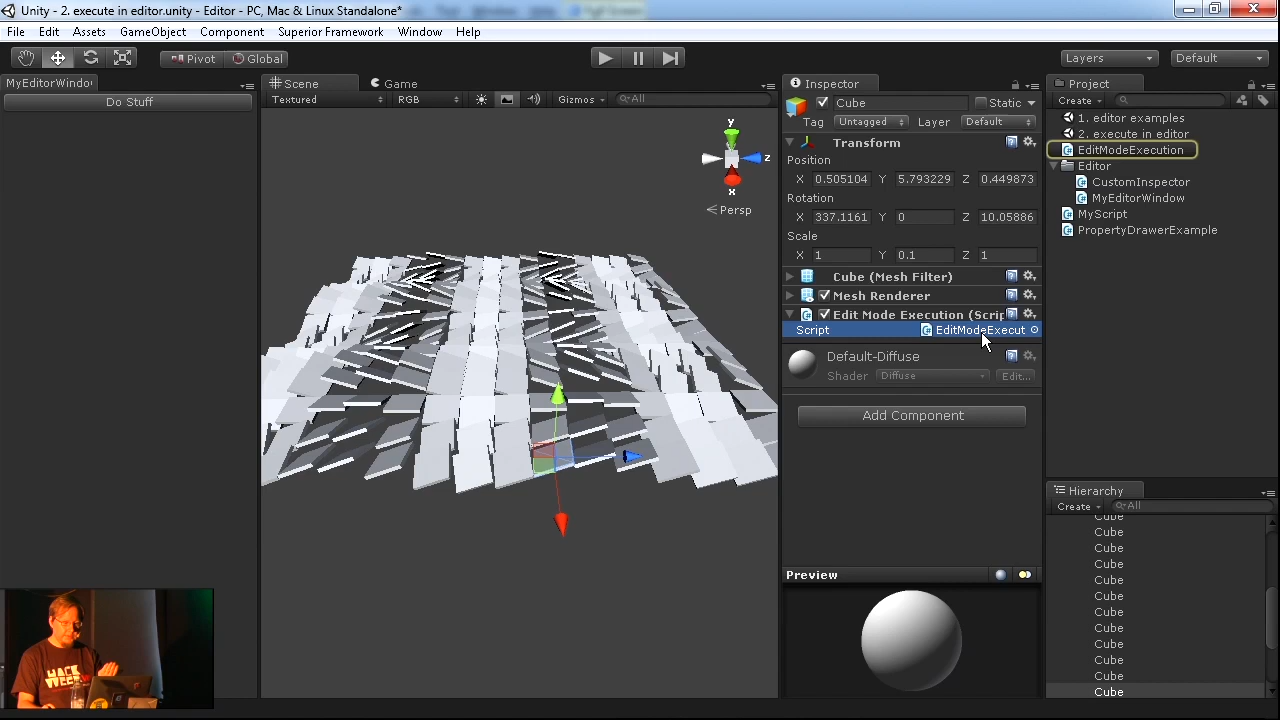 Unity - 2. execute in editor.unity - Editor - PC, Mac & Linux Standalone*
File Edit Assets GameObject Component Superior Framework Window Help
Pivot Global Layers Default
MyEditorWindo
Do Stuff
Scene Game
Textured RGB Gizmos All
y
z
x
Persp
Inspector
Cube Static
Tag Untagged Layer Default
Transform
Position
X 0.505104 Y 5.793229 Z 0.449873
Rotation
X 337.1161 Y 0 Z 10.05886
Scale
X 1 Y 0.1 Z 1
Cube (Mesh Filter)
Mesh Renderer
Edit Mode Execution (Scrip
Script EditModeExecut
Default-Diffuse
Shader Diffuse Edit...
Add Component
Preview
Project
Create
1. editor examples
2. execute in editor
EditModeExecution
Editor
CustomInspector
MyEditorWindow
MyScript
PropertyDrawerExample
Hierarchy
Create All
Cube
Cube
Cube
Cube
Cube
Cube
Cube
Cube
Cube
Cube
Cube
Cube
HACK
WEEK